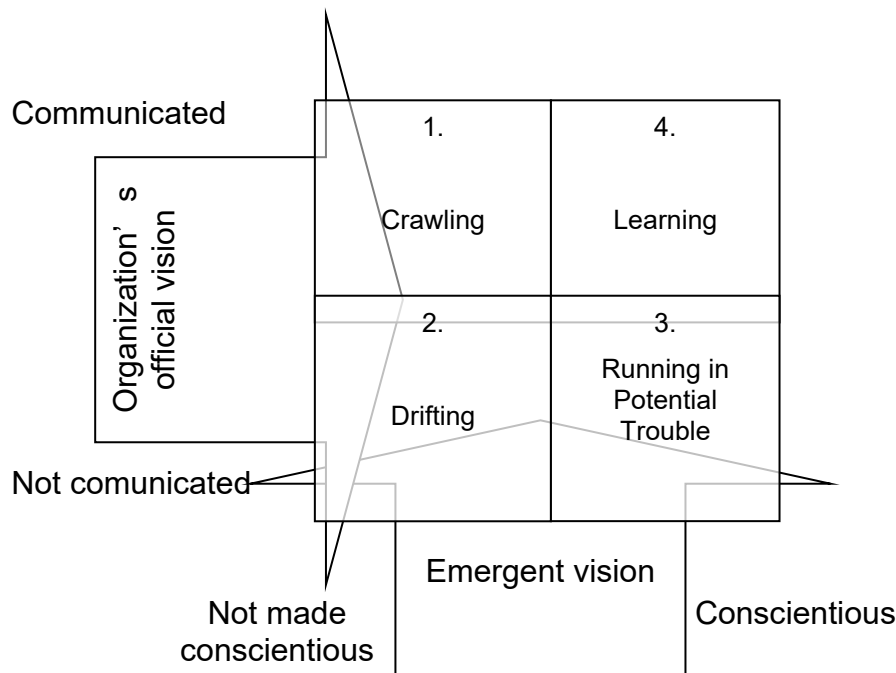 Communicated
1.
4.
Organization’ s
official vision
Crawling
Learning
2.
3.
Drifting
Running in
Potential
Trouble
Not comunicated
Emergent vision
Not made
conscientious
Conscientious